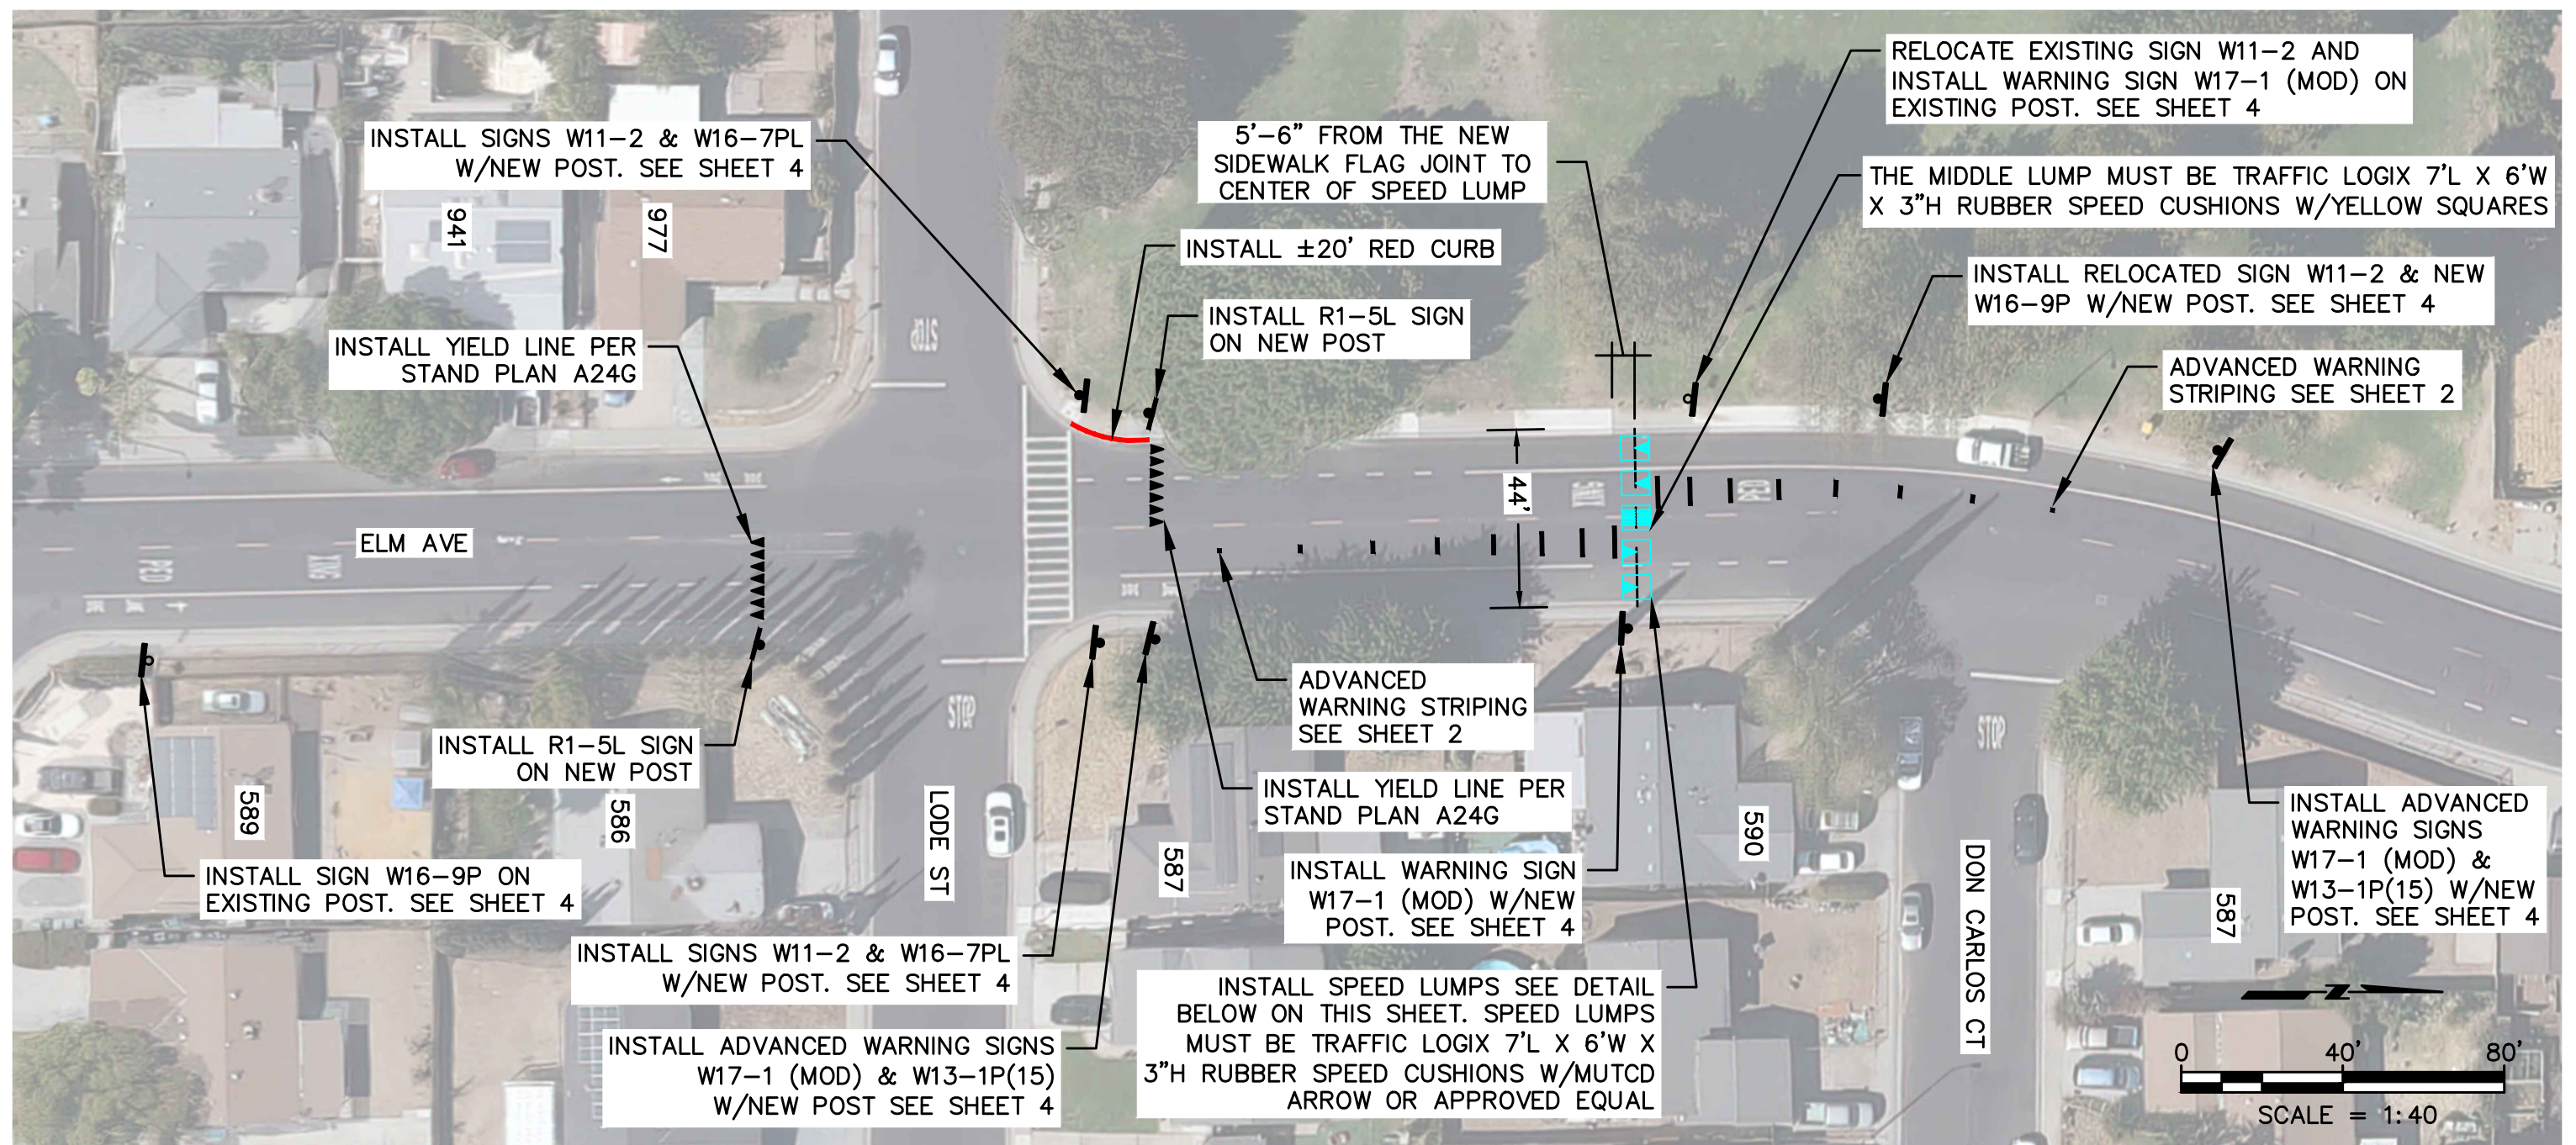 RELOCATE EXISTING SIGN W11-2 AND
INSTALL WARNING SIGN W17-1 (MOD) ON
EXISTING POST. SEE SHEET 4
INSTALL SIGNS W11-2 & W16-7PL
W/NEW POST. SEE SHEET 4
5'-6" FROM THE NEW
SIDEWALK FLAG JOINT TO
CENTER OF SPEED LUMP
THE MIDDLE LUMP MUST BE TRAFFIC LOGIX 7'L X 6'W
X 3"H RUBBER SPEED CUSHIONS W/YELLOW SQUARES
941
977
INSTALL ±20' RED CURB
INSTALL RELOCATED SIGN W11-2 & NEW
W16-9P W/NEW POST. SEE SHEET 4
INSTALL R1-5L SIGN
ON NEW POST
STOP
INSTALL YIELD LINE PER
STAND PLAN A24G
ADVANCED WARNING
STRIPING SEE SHEET 2
44'
ELM AVE
PED
XING
ADVANCED
WARNING STRIPING
SEE SHEET 2
STOP
STOP
INSTALL R1-5L SIGN
ON NEW POST
INSTALL YIELD LINE PER
STAND PLAN A24G
589
586
LODE ST
587
590
DON CARLOS CT
587
INSTALL ADVANCED
WARNING SIGNS
W17-1 (MOD) &
W13-1P(15) W/NEW
POST. SEE SHEET 4
INSTALL SIGN W16-9P ON
EXISTING POST. SEE SHEET 4
INSTALL WARNING SIGN
W17-1 (MOD) W/NEW
POST. SEE SHEET 4
INSTALL SIGNS W11-2 & W16-7PL
W/NEW POST. SEE SHEET 4
INSTALL SPEED LUMPS SEE DETAIL
BELOW ON THIS SHEET. SPEED LUMPS
MUST BE TRAFFIC LOGIX 7'L X 6'W X
3"H RUBBER SPEED CUSHIONS W/MUTCD
ARROW OR APPROVED EQUAL
INSTALL ADVANCED WARNING SIGNS
W17-1 (MOD) & W13-1P(15)
W/NEW POST SEE SHEET 4
Z
0 40' 80'
SCALE = 1:40